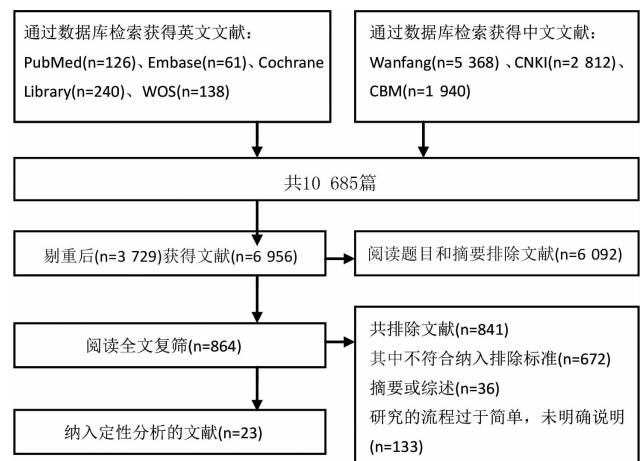 通过数据库检索获得英文文献：
PubMed(n=126)、Embase(n=61)、Cochrane
Library(n=240)、 WOS(n=138)
通过数据库检索获得中文文献：
Wanfang(n=5 368)、CNKI(n=2 812)、
CBM(n=1 940)
共10 685篇
剔重后(n=3 729)获得文献(n=6 956)
阅读题目和摘要排除文献(n=6 092)
阅读全文复筛(n=864)
共排除文献(n=841)
其中不符合纳入排除标准(n=672)
摘要或综述(n=36)
研究的流程过于简单，未明确说明
(n=133)
纳入定性分析的文献(n=23)